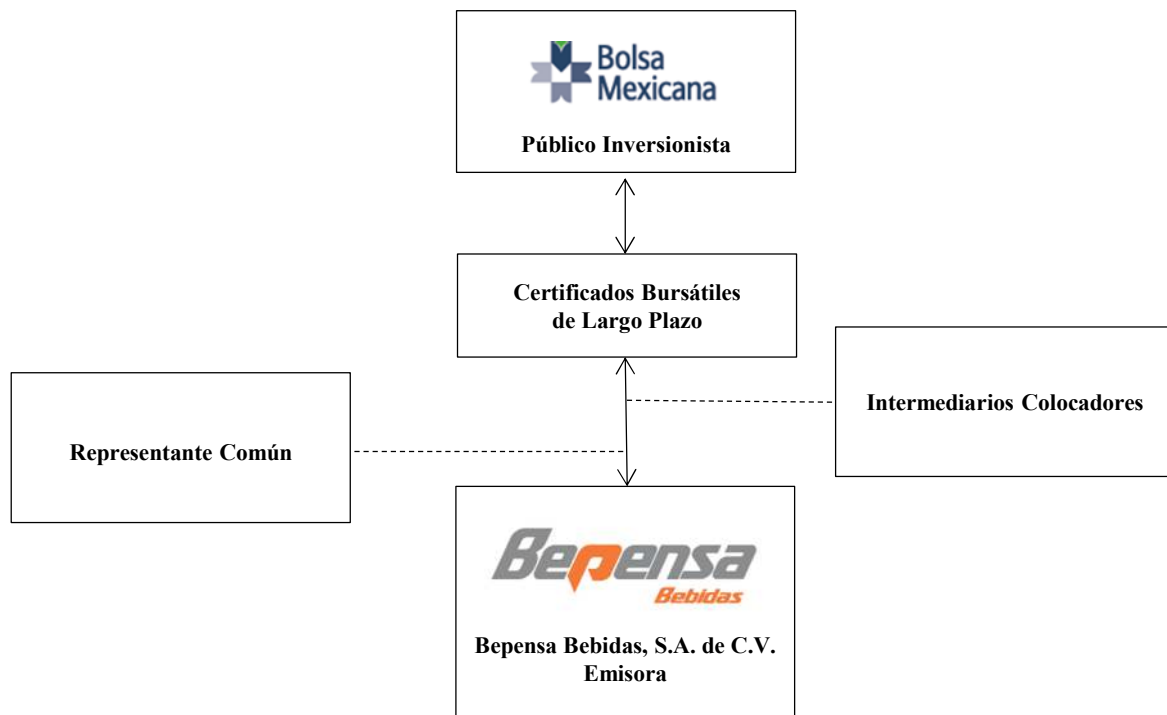 Bolsa
Mexicana
Público Inversionista
Certificados Bursátiles
de Largo Plazo
Intermediarios Colocadores
Representante Común
Bepensa
Bebidas
Bepensa Bebidas, S.A. de C.V.
Emisora